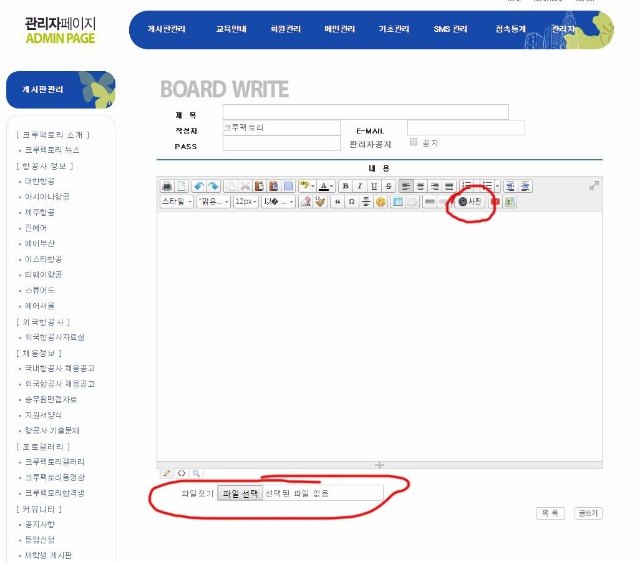 관리자페이지
ADMIN PAGE
게시판관리 교육안내 회원관리 메인관리 기초관리 SMS 관리 접속통계 관리자
게시판관리
[ 크루팩토리 소개 ]
크루팩토리 뉴스
[ 항공사 정보 ]
대한항공
아시아나항공
제주항공
진에어
에어부산
이스타항공
티웨이항공
스튜어드
에어서울
[ 외국항공사 ]
외국항공사자료실
[ 채용정보 ]
국내항공사 채용공고
외국항공사 채용공고
승무원면접자료
지원서양식
항공사 기출문제
[ 포토갤러리 ]
크루팩토리갤러리
크루팩토리동영상
크루팩토리합격생
[ 커뮤니티 ]
공지사항
통합신청
재학생 게시판
BOARD WRITE
제 목
작성자 크루팩토리 E-MAIL
PASS 관리자공지 공지
내 용
B I U S
스타일 "맑은... 12px 사진
파일찾기 파일 선택 선택된 파일 없음
목 록 글쓰기